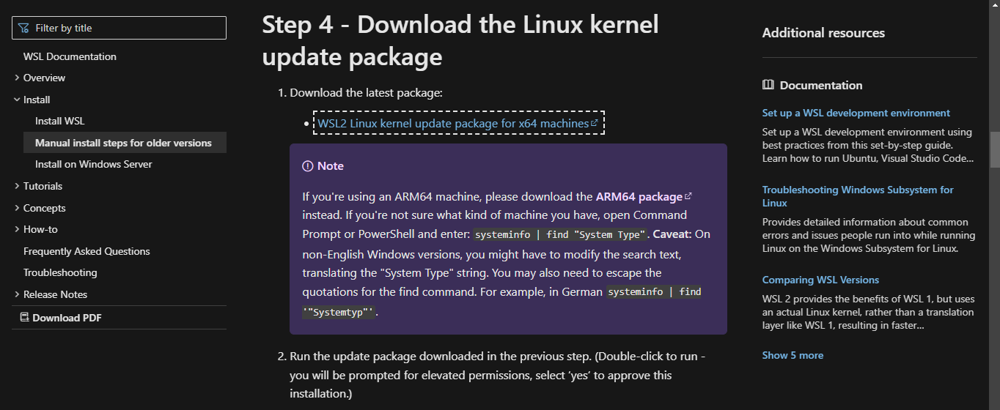 Filter by title
WSL Documentation
Overview
Install
Install WSL
Manual install steps for older versions
Install on Windows Server
Tutorials
Concepts
How-to
Frequently Asked Questions
Troubleshooting
Release Notes
Download PDF
Step 4 - Download the Linux kernel
update package
1. Download the latest package:
• WSL2 Linux kernel update package for x64 machines
Note
If you're using an ARM64 machine, please download the ARM64 package
instead. If you're not sure what kind of machine you have, open Command
Prompt or PowerShell and enter: systeminfo | find "System Type". Caveat: On
non-English Windows versions, you might have to modify the search text,
translating the "System Type" string. You may also need to escape the
quotations for the find command. For example, in German systeminfo | find
'"Systemtyp"'.
2. Run the update package downloaded in the previous step. (Double-click to run -
you will be prompted for elevated permissions, select ‘yes’ to approve this
installation.)
Additional resources
Documentation
Set up a WSL development environment
Set up a WSL development environment using
best practices from this set-by-step guide.
Learn how to run Ubuntu, Visual Studio Code...
Troubleshooting Windows Subsystem for
Linux
Provides detailed information about common
errors and issues people run into while running
Linux on the Windows Subsystem for Linux.
Comparing WSL Versions
WSL 2 provides the benefits of WSL 1, but uses
an actual Linux kernel, rather than a translation
layer like WSL 1, resulting in faster...
Show 5 more